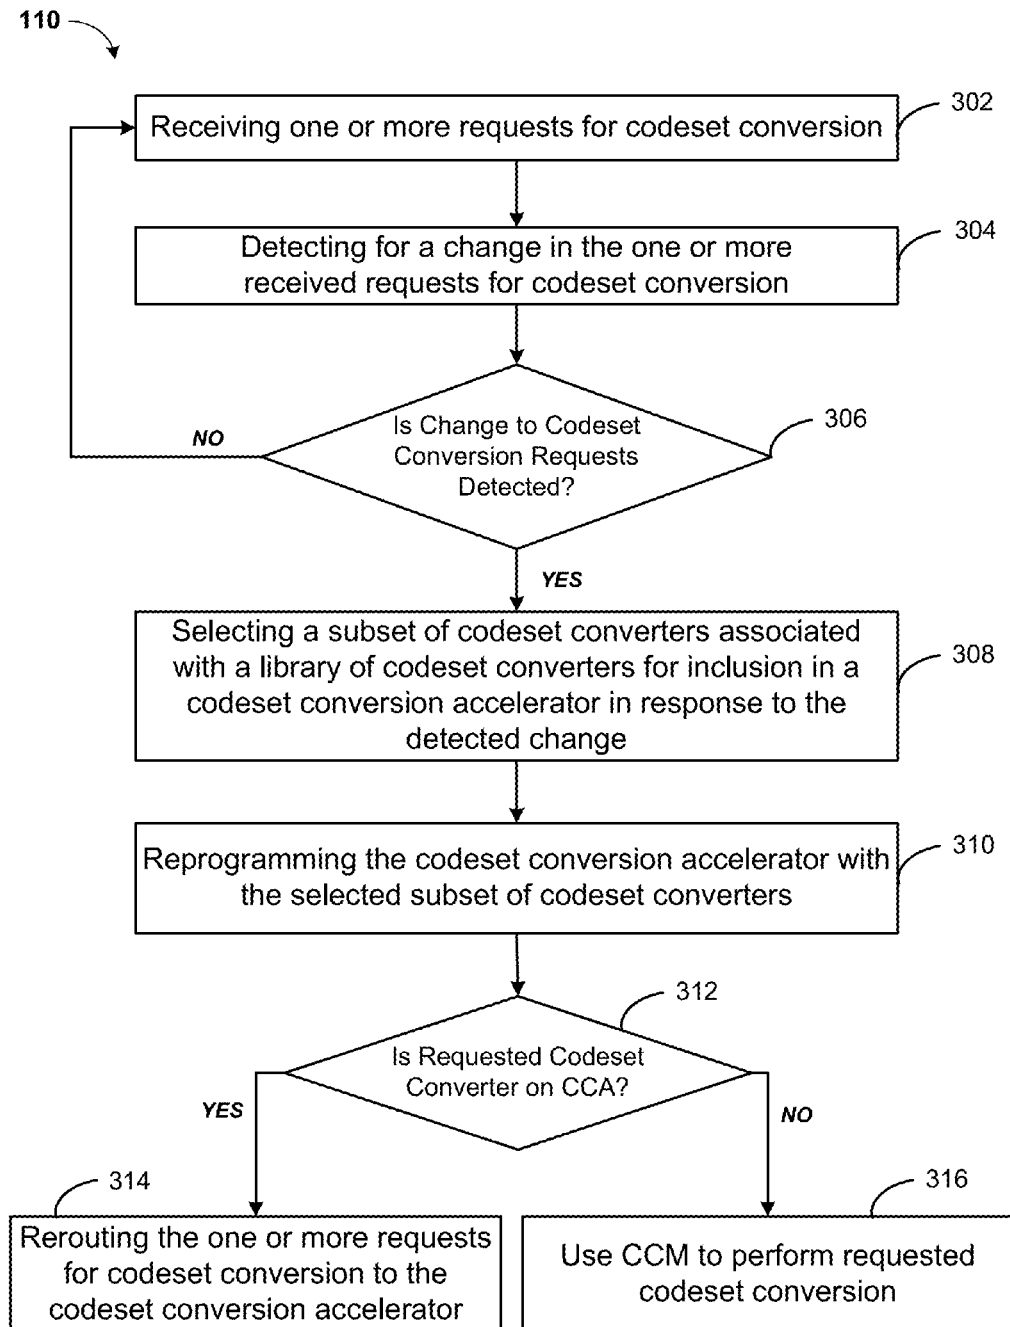 110
302
Receiving one or more requests for codeset conversion
304
Detecting for a change in the one or more
received requests for codeset conversion
306
Is Change to Codeset
Conversion Requests
Detected?
NO
YES
308
Selecting a subset of codeset converters associated
with a library of codeset converters for inclusion in a
codeset conversion accelerator in response to the
detected change
310
Reprogramming the codeset conversion accelerator with
the selected subset of codeset converters
312
Is Requested Codeset
Converter on CCA?
YES
NO
314
Rerouting the one or more requests
for codeset conversion to the
codeset conversion accelerator
316
Use CCM to perform requested
codeset conversion